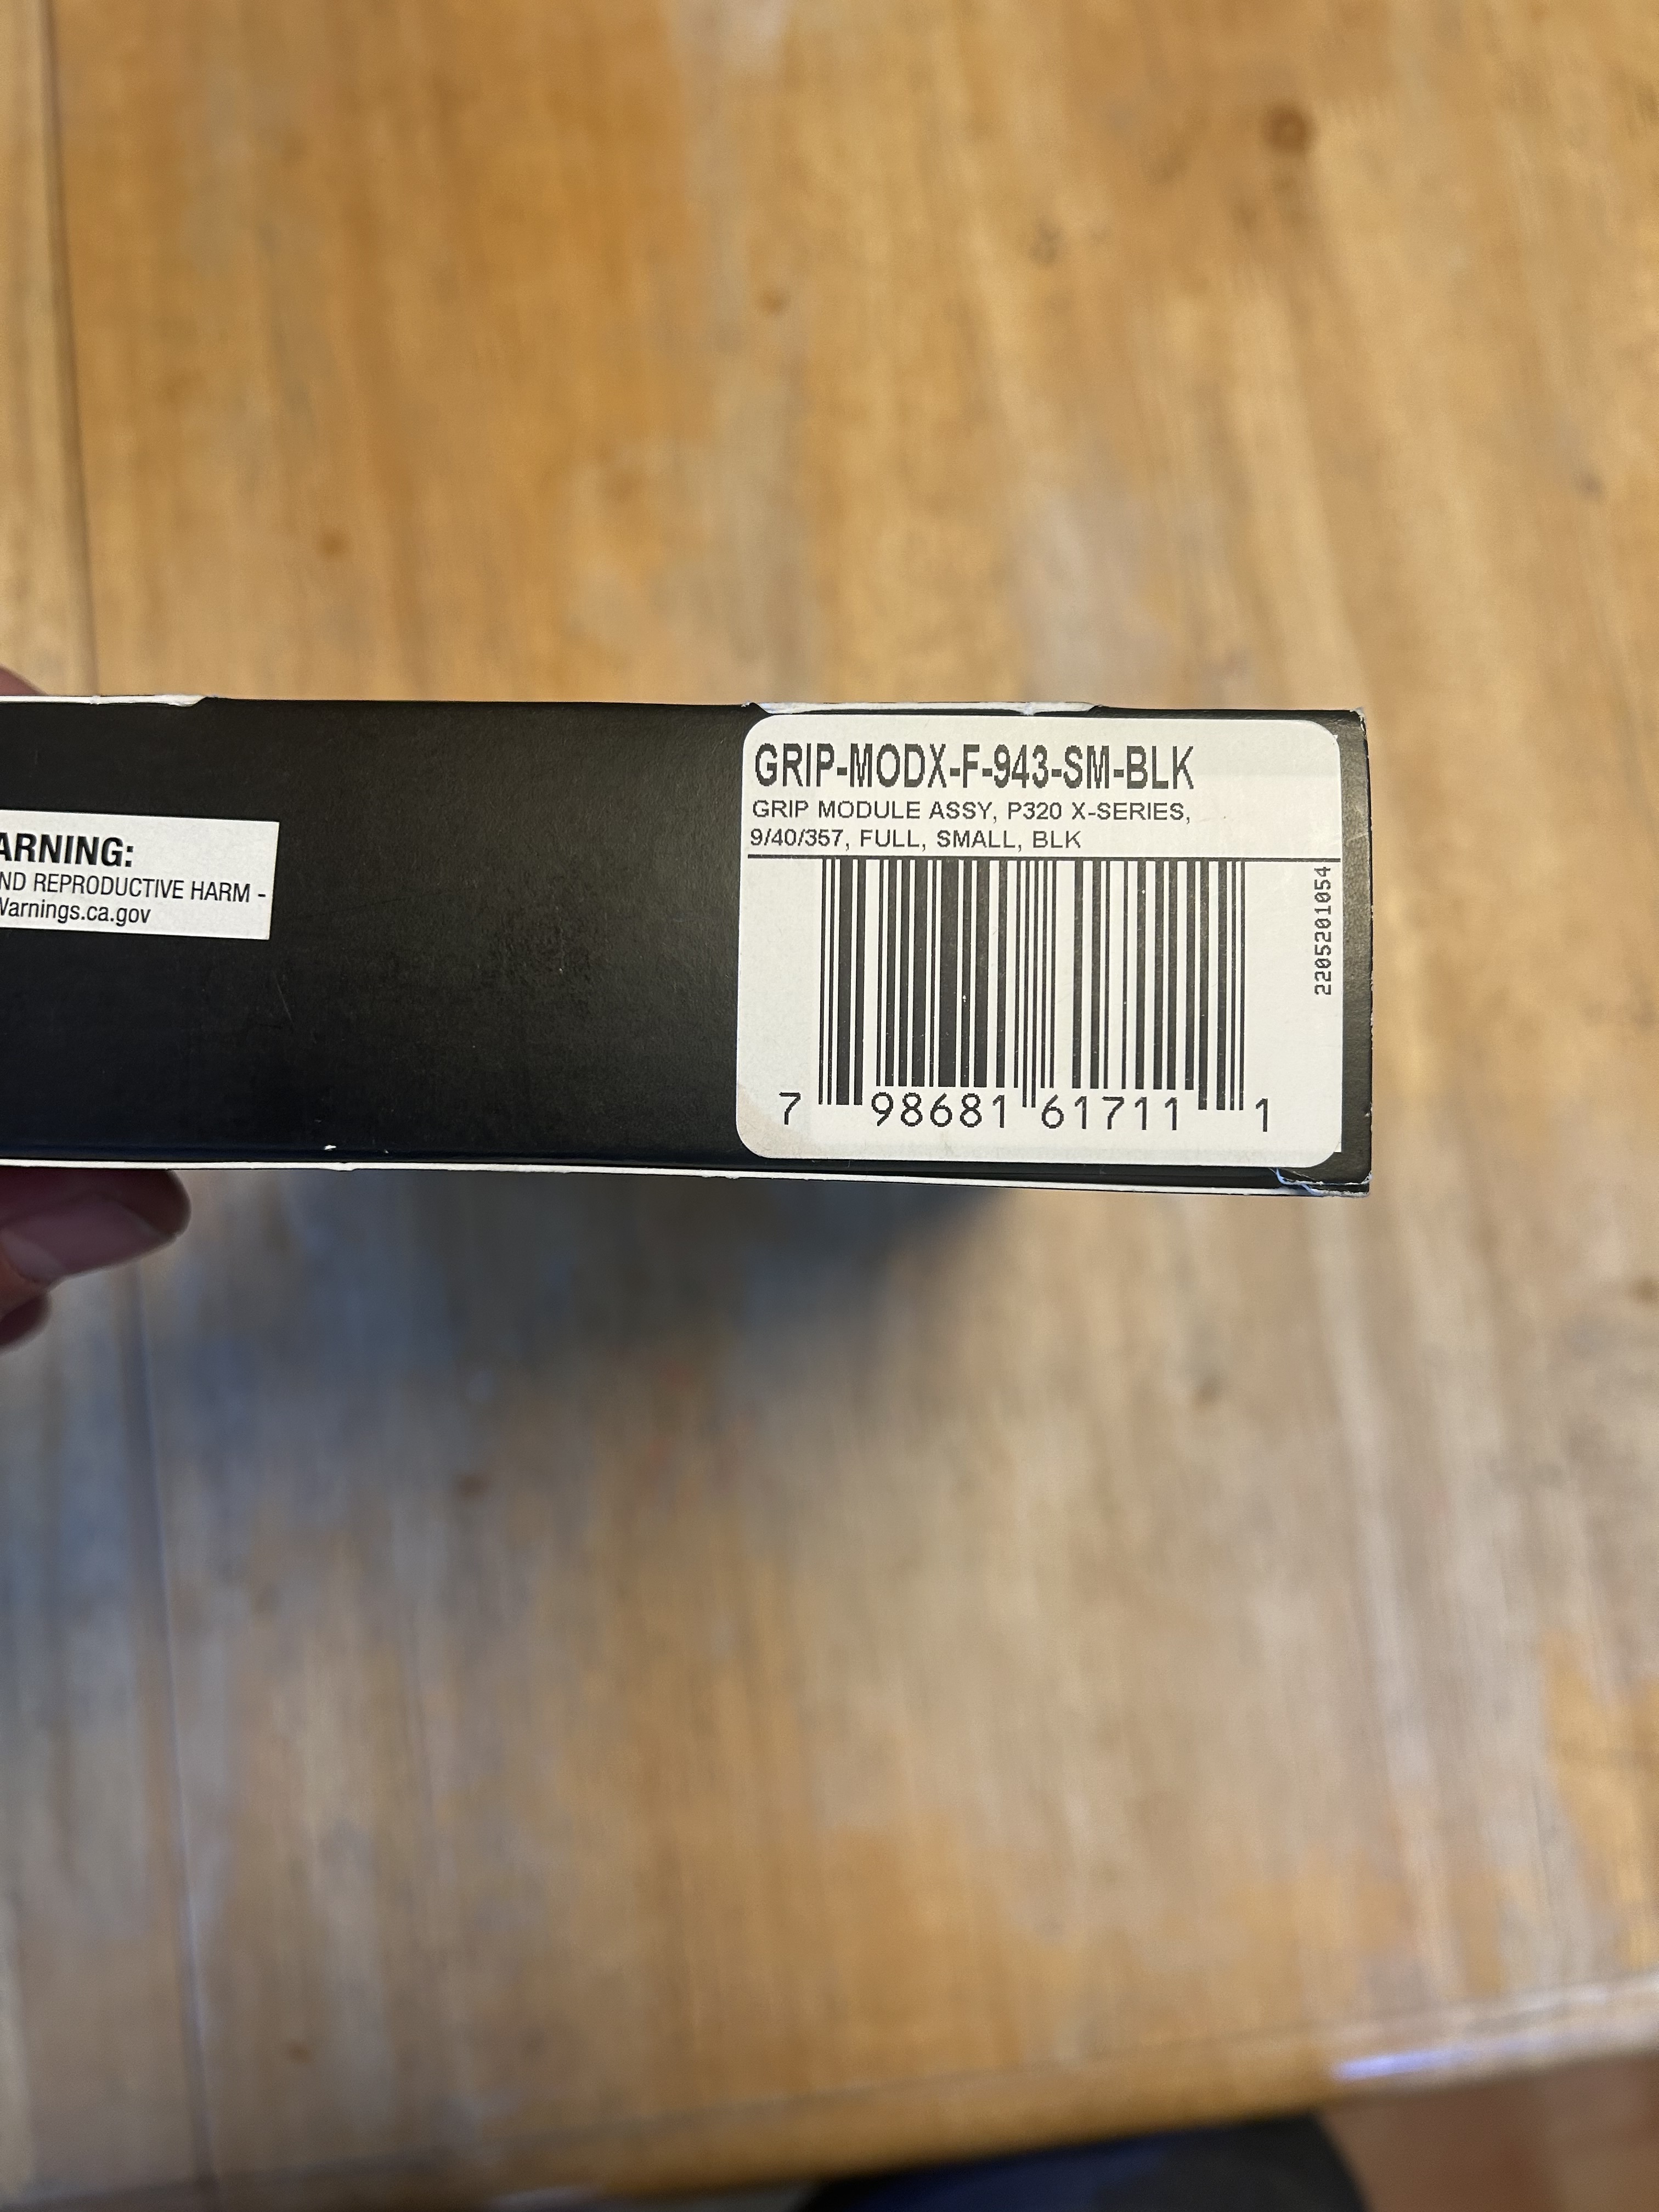 ARNING:
ND REPRODUCTIVE HARM -
Warnings.ca.gov
GRIP-MODX-F-943-SM-BLK
GRIP MODULE ASSY, P320 X-SERIES,
9/40/357, FULL, SMALL, BLK
2205201054
7 98681 61711 1